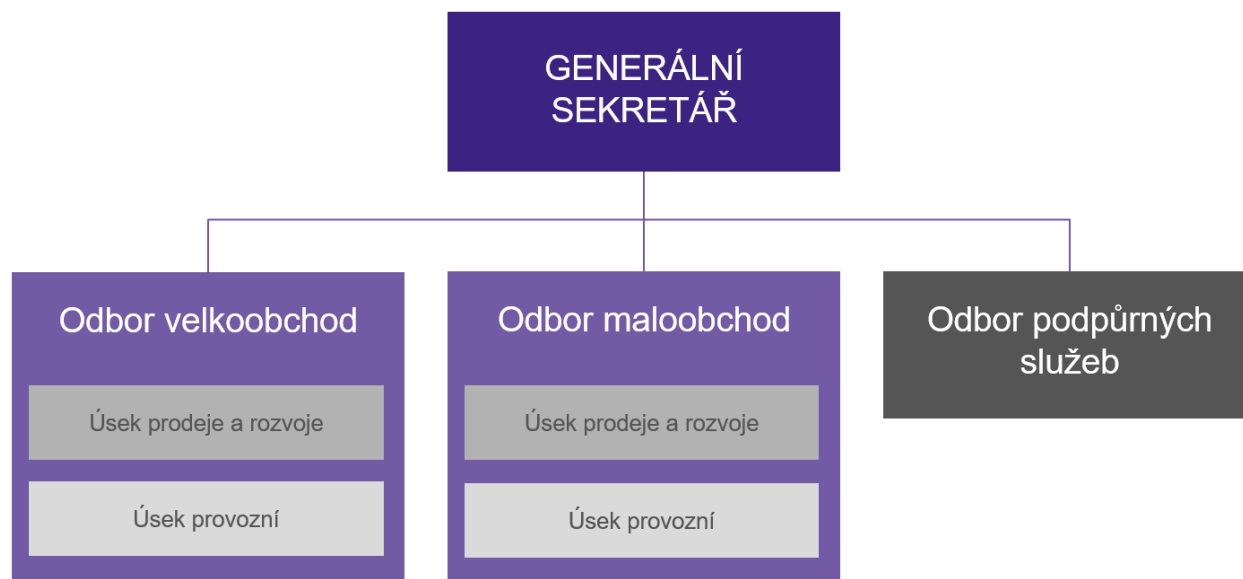 GENERÁLNÍ
SEKRETÁŘ
Odbor velkoobchod
Úsek prodeje a rozvoje
Úsek provozní
Odbor maloobchod
Úsek prodeje a rozvoje
Úsek provozní
Odbor podpůrných
služeb